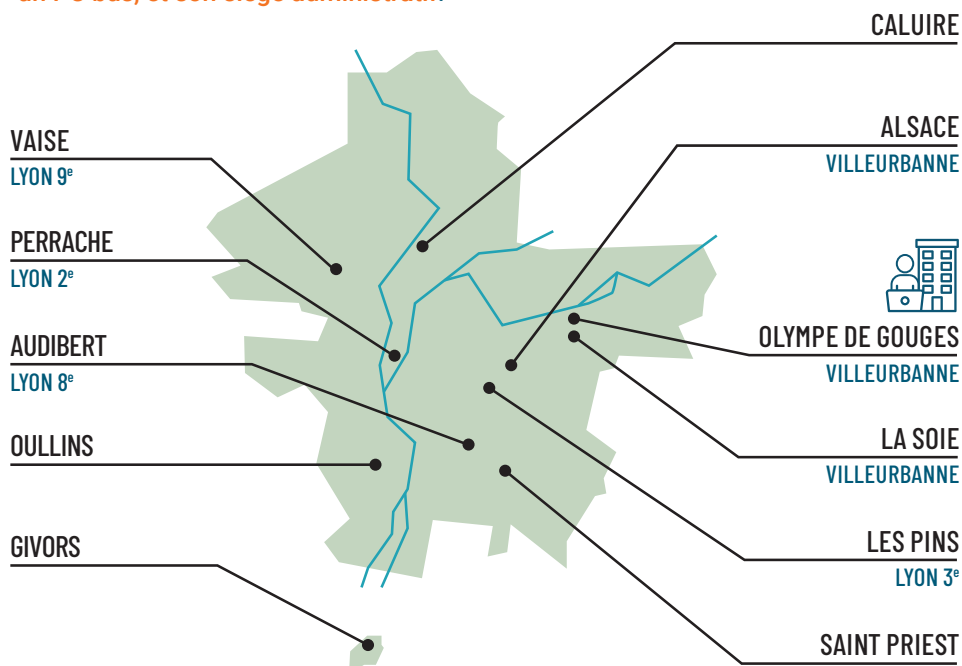 CALUIRE
VAISE
LYON 9e
ALSACE
VILLEURBANNE
PERRACHE
LYON 2e
OLYMPE DE GOUGES
VILLEURBANNE
AUDIBERT
LYON 8e
LA SOIE
VILLEURBANNE
OULLINS
LES PINS
LYON 3e
GIVORS
SAINT PRIEST